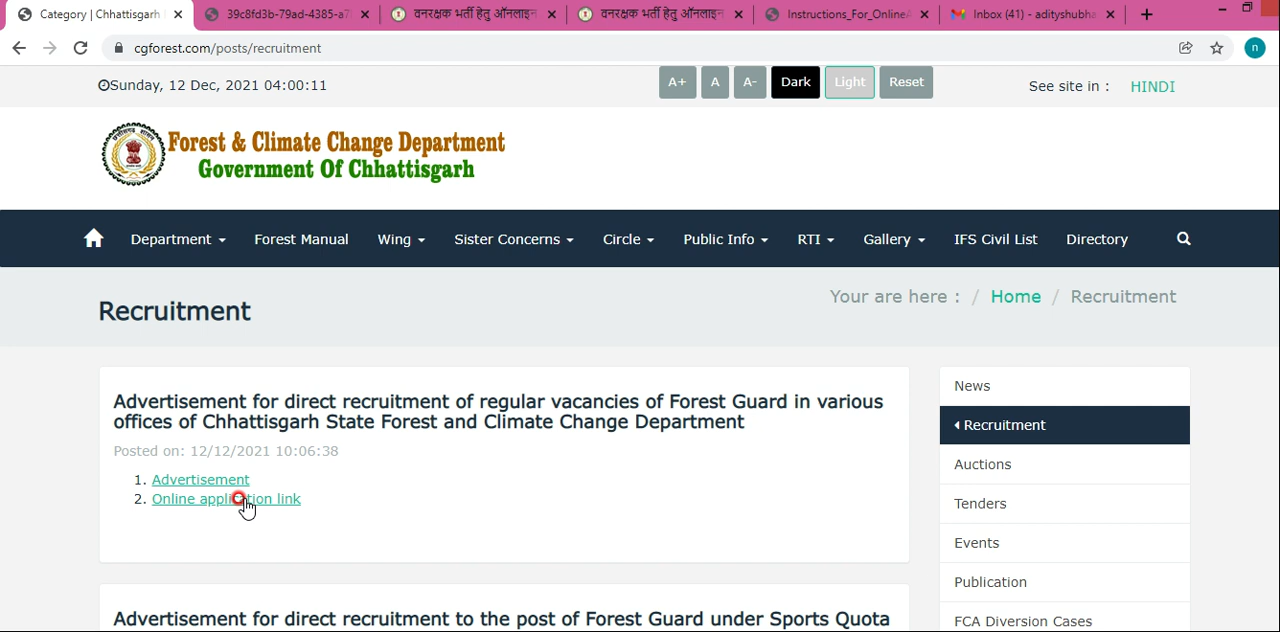 Category | Chhattisgarh
39c8fd3b-79ad-4385-a7
वनरक्षक भर्ती हेतु ऑनलाइन
वनरक्षक भर्ती हेतु ऑनलाइन
Instructions_For_OnlineA
Inbox (41) - adityshubha
cgforest.com/posts/recruitment
n
Sunday, 12 Dec, 2021 04:00:11
A+ A A- Dark Light Reset
See site in : HINDI
Forest & Climate Change Department
Government Of Chhattisgarh
Department Forest Manual Wing Sister Concerns Circle Public Info RTI Gallery IFS Civil List Directory
Your are here : / Home / Recruitment
Recruitment
Advertisement for direct recruitment of regular vacancies of Forest Guard in various
offices of Chhattisgarh State Forest and Climate Change Department
Posted on: 12/12/2021 10:06:38
1. Advertisement
2. Online application link
Advertisement for direct recruitment to the post of Forest Guard under Sports Quota
News
Recruitment
Auctions
Tenders
Events
Publication
FCA Diversion Cases